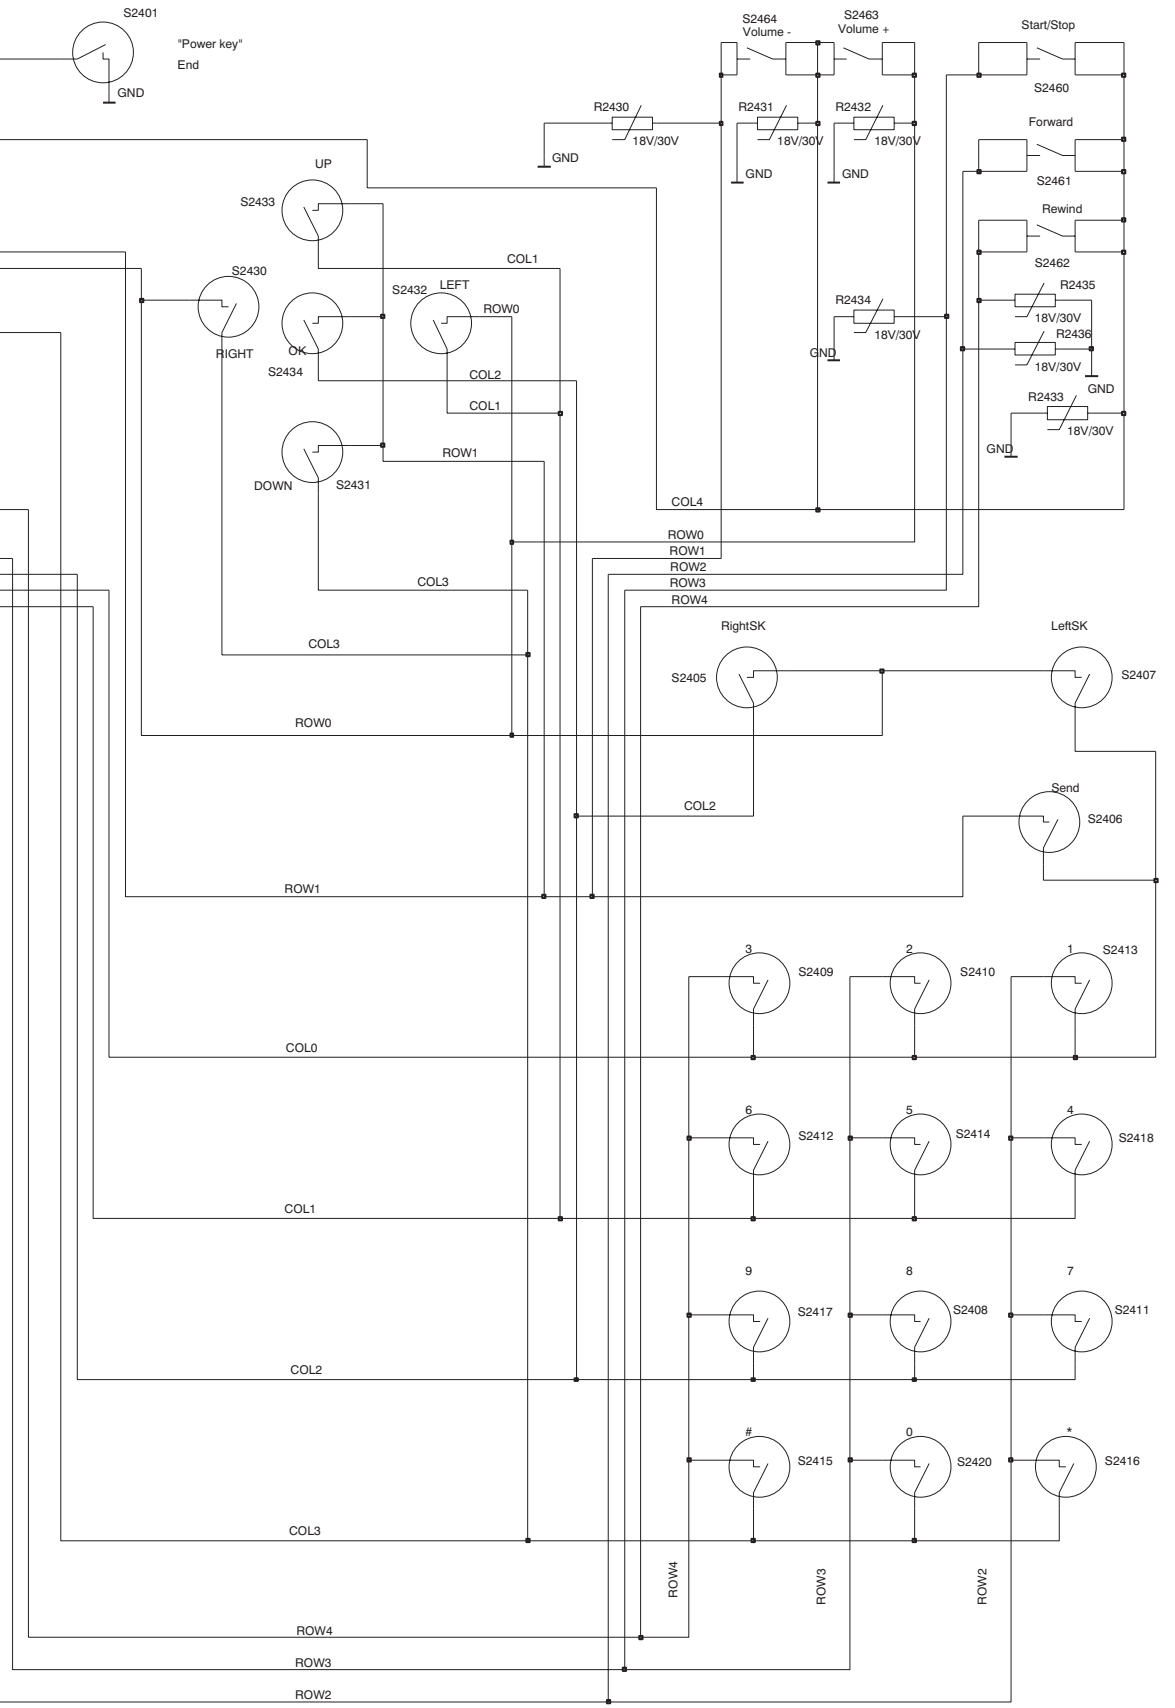 S2401
"Power key"
End
GND
S2464
Volume -
S2463
Volume +
Start/Stop
S2460
R2430
18V/30V
GND
R2431
18V/30V
GND
R2432
18V/30V
GND
Forward
S2461
UP
S2433
Rewind
S2462
COL1
S2430
RIGHT
S2432
LEFT
ROW0
OK
S2434
R2434
18V/30V
GND
R2435
18V/30V
R2436
18V/30V
GND
COL2
COL1
R2433
18V/30V
GND
ROW1
DOWN
S2431
COL4
ROW0
ROW1
ROW2
ROW3
ROW4
COL3
RightSK
LeftSK
COL3
S2405
S2407
ROW0
Send
COL2
S2406
ROW1
3
S2409
2
S2410
1
S2413
COL0
6
S2412
5
S2414
4
S2418
COL1
9
8
7
S2417
S2408
S2411
COL2
#
S2415
0
S2420
*
S2416
COL3
ROW4
ROW3
ROW2
ROW4
ROW3
ROW2